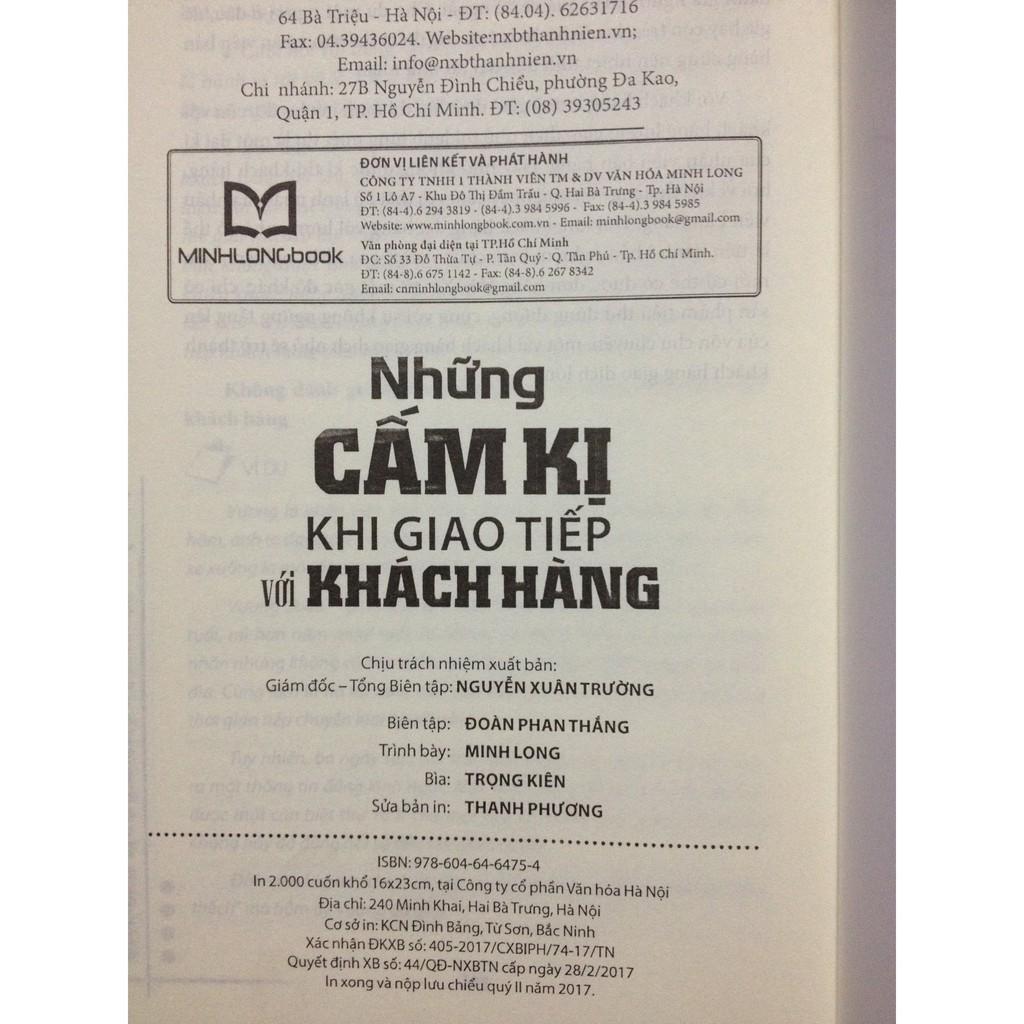 64 Bà Triệu - Hà Nội - ĐT: (84.04). 62631716
Fax: 04.39436024. Website:nxbthanhnien.vn;
Email: info@nxbthanhnien.vn
Chi nhánh: 27B Nguyễn Đình Chiểu, phường Đa Kao,
Quận 1, TP. Hồ Chí Minh. ĐT: (08) 39305243
MINHLONGbook
ĐƠN VỊ LIÊN KẾT VÀ PHÁT HÀNH
CÔNG TY TNHH 1 THÀNH VIÊN TM & DV VĂN HÓA MINH LONG
Số 1 Lô A7 - Khu Đô Thị Đầm Trấu - Q. Hai Bà Trưng - Tp. Hà Nội
ĐT: (84-4).6 294 3819 - (84-4).3 984 5996 - Fax: (84-4).3 984 5985
Website: www.minhlongbook.com.vn - Email: minhlongbook@gmail.com
Văn phòng đại diện tại TP.Hồ Chí Minh
ĐC: Số 33 Đỗ Thừa Tự - P. Tân Quý - Q. Tân Phú - Tp. Hồ Chí Minh.
ĐT: (84-8).6 675 1142 - Fax: (84-8).6 267 8342
Email: cnminhlongbook@gmail.com
Những
CẤM KỊ
KHI GIAO TIẾP
với KHÁCH HÀNG
Chịu trách nhiệm xuất bản:
Giám đốc – Tổng Biên tập: NGUYỄN XUÂN TRƯỜNG
Biên tập: ĐOÀN PHAN THẮNG
Trình bày: MINH LONG
Bìa: TRỌNG KIÊN
Sửa bản in: THANH PHƯƠNG
ISBN: 978-604-64-6475-4
In 2.000 cuốn khổ 16x23cm, tại Công ty cổ phần Văn hóa Hà Nội
Địa chỉ: 240 Minh Khai, Hai Bà Trưng, Hà Nội
Cơ sở in: KCN Đình Bảng, Từ Sơn, Bắc Ninh
Xác nhận ĐKXB số: 405-2017/CXBIPH/74-17/TN
Quyết định XB số: 44/QĐ-NXBTN cấp ngày 28/2/2017
In xong và nộp lưu chiểu quý II năm 2017.